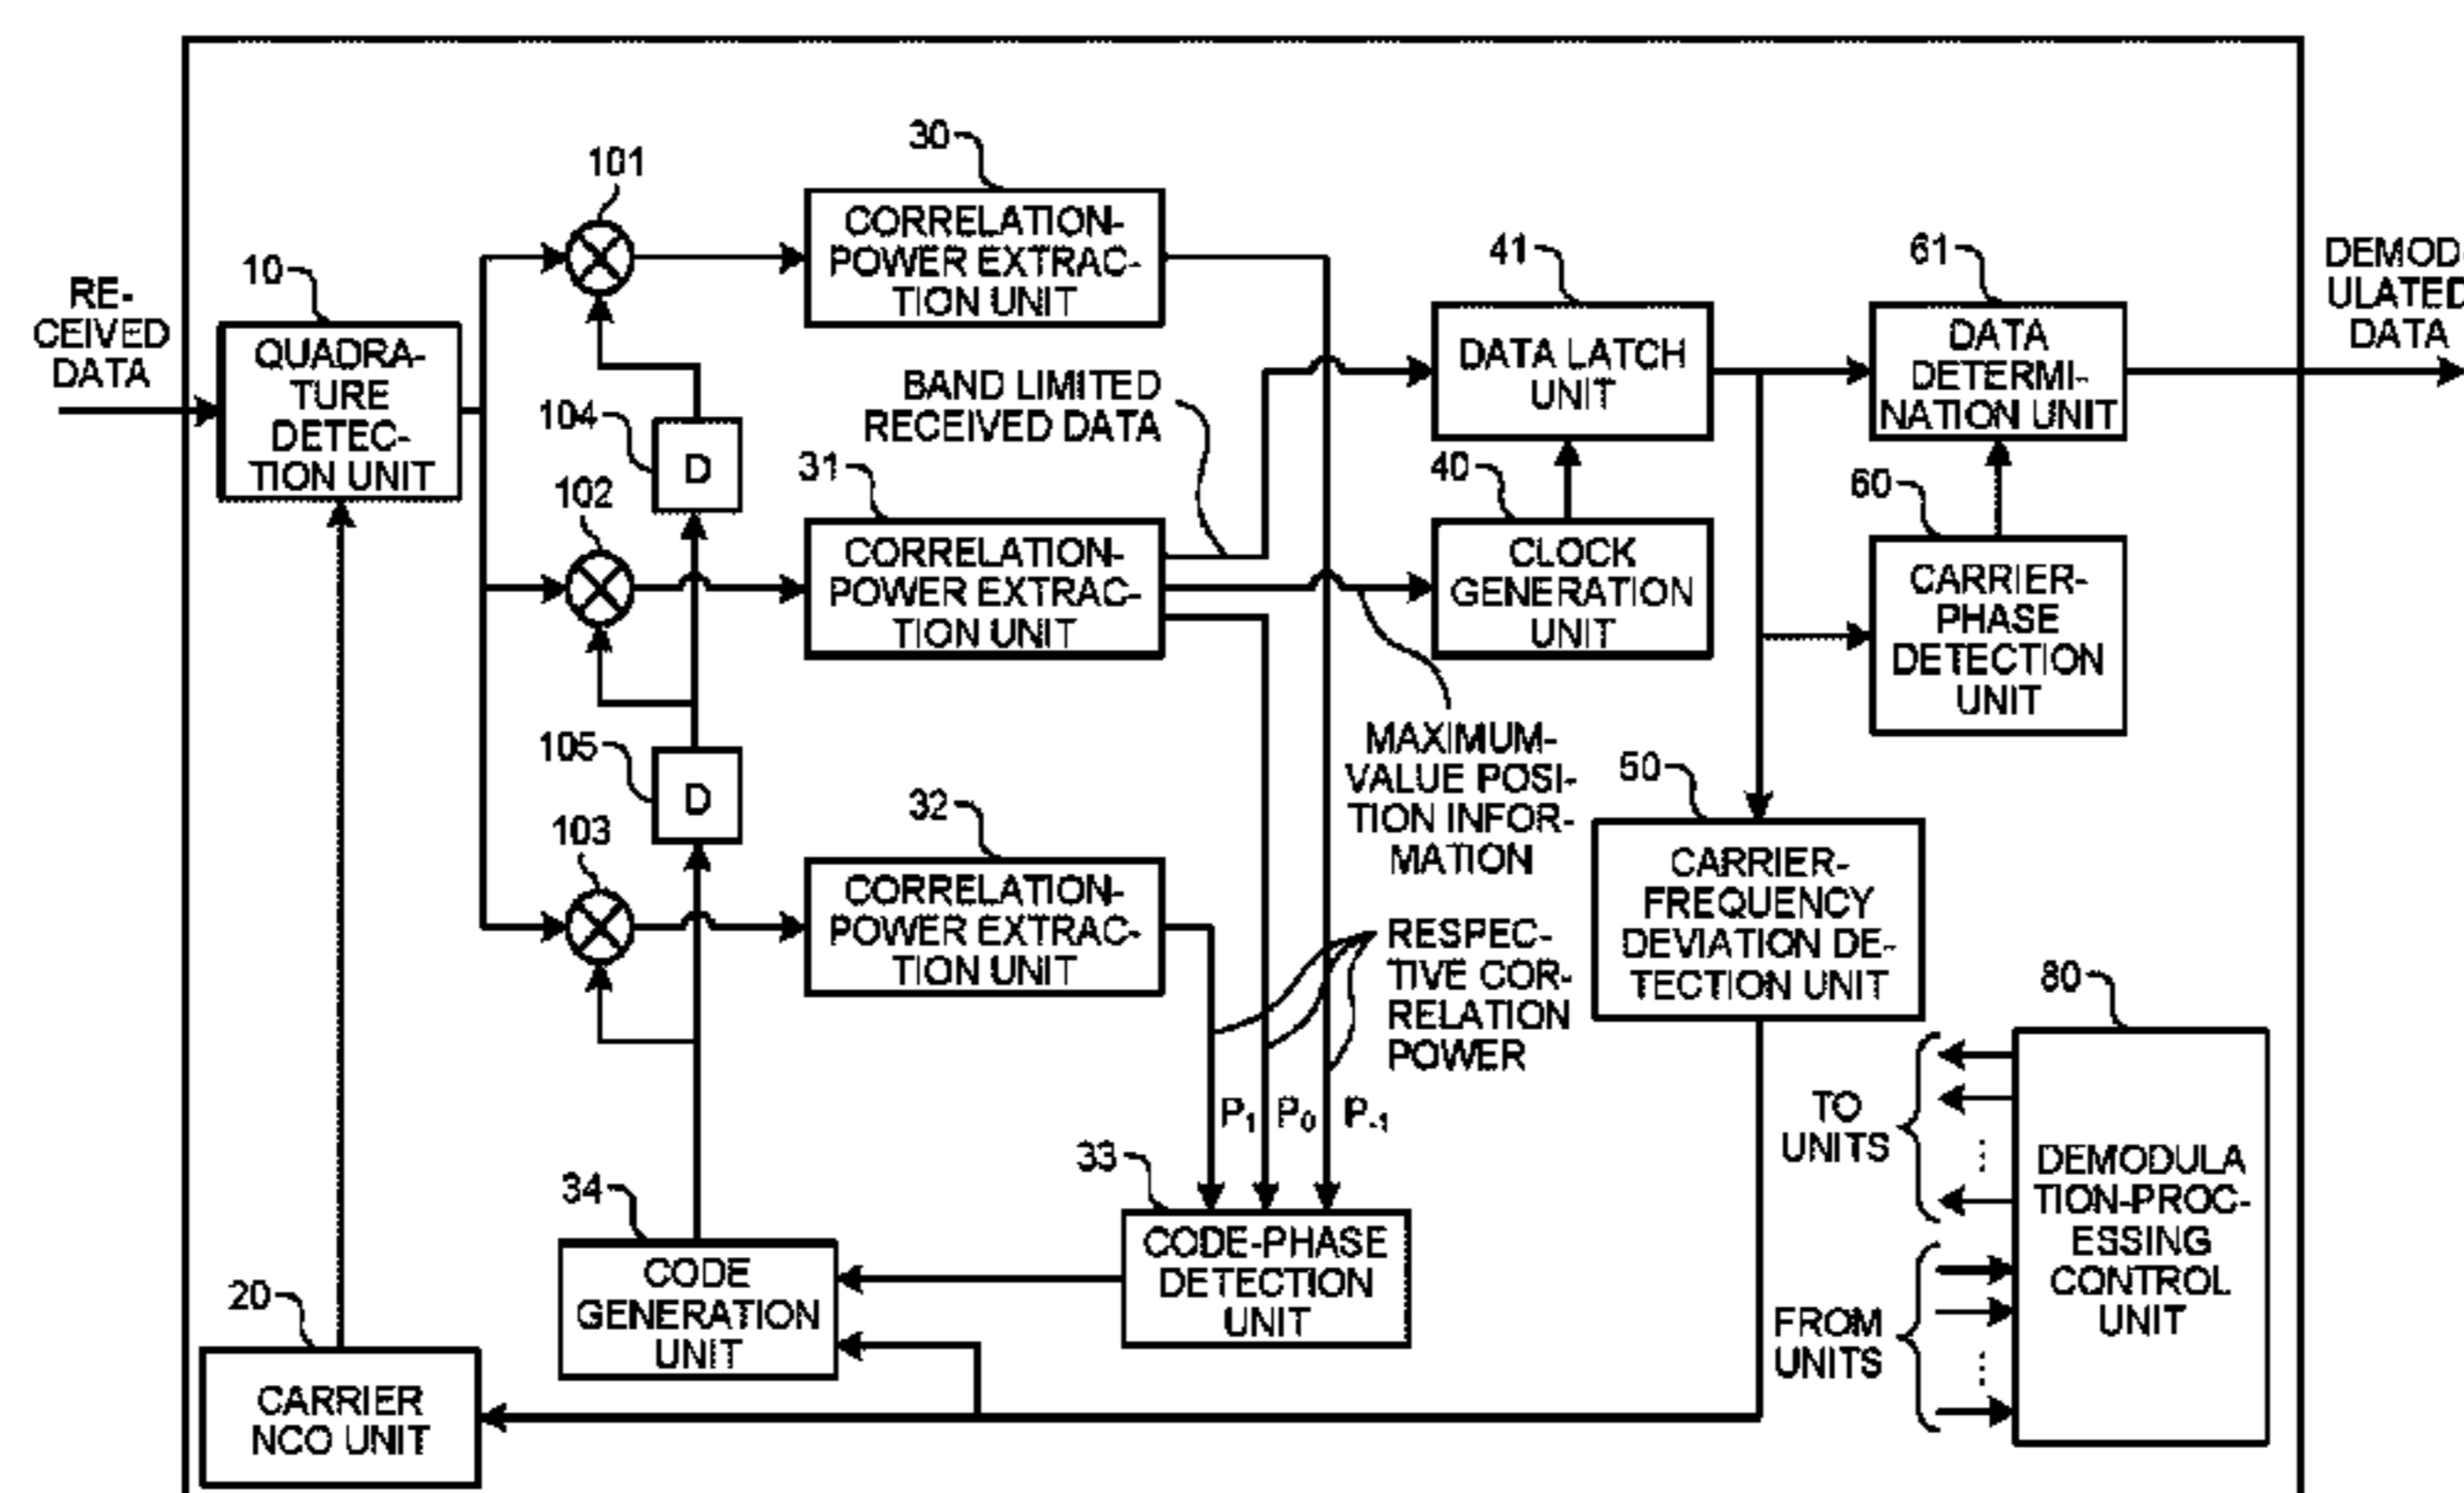 RE-
CEIVED
DATA
10
QUADRA-
TURE
DETEC-
TION UNIT
101
30
CORRELATION-
POWER EXTRAC-
TION UNIT
104
D
102
BAND LIMITED
RECEIVED DATA
31
CORRELATION-
POWER EXTRAC-
TION UNIT
41
DATA LATCH
UNIT
61
DATA
DETERMI-
NATION UNIT
DEMOD-
ULATED
DATA
40
CLOCK
GENERATION
UNIT
60
CARRIER-
PHASE
DETECTION
UNIT
105
D
103
32
CORRELATION-
POWER EXTRAC-
TION UNIT
MAXIMUM-
VALUE POSI-
TION INFOR-
MATION
50
CARRIER-
FREQUENCY
DEVIATION DE-
TECTION UNIT
RESPEC-
TIVE COR-
RELATION
POWER
P1 P0 P-1
33
CODE-PHASE
DETECTION
UNIT
34
CODE
GENERATION
UNIT
20
CARRIER
NCO UNIT
80
TO
UNITS
DEMODULA
TION-PROC-
ESSING
CONTROL
UNIT
FROM
UNITS